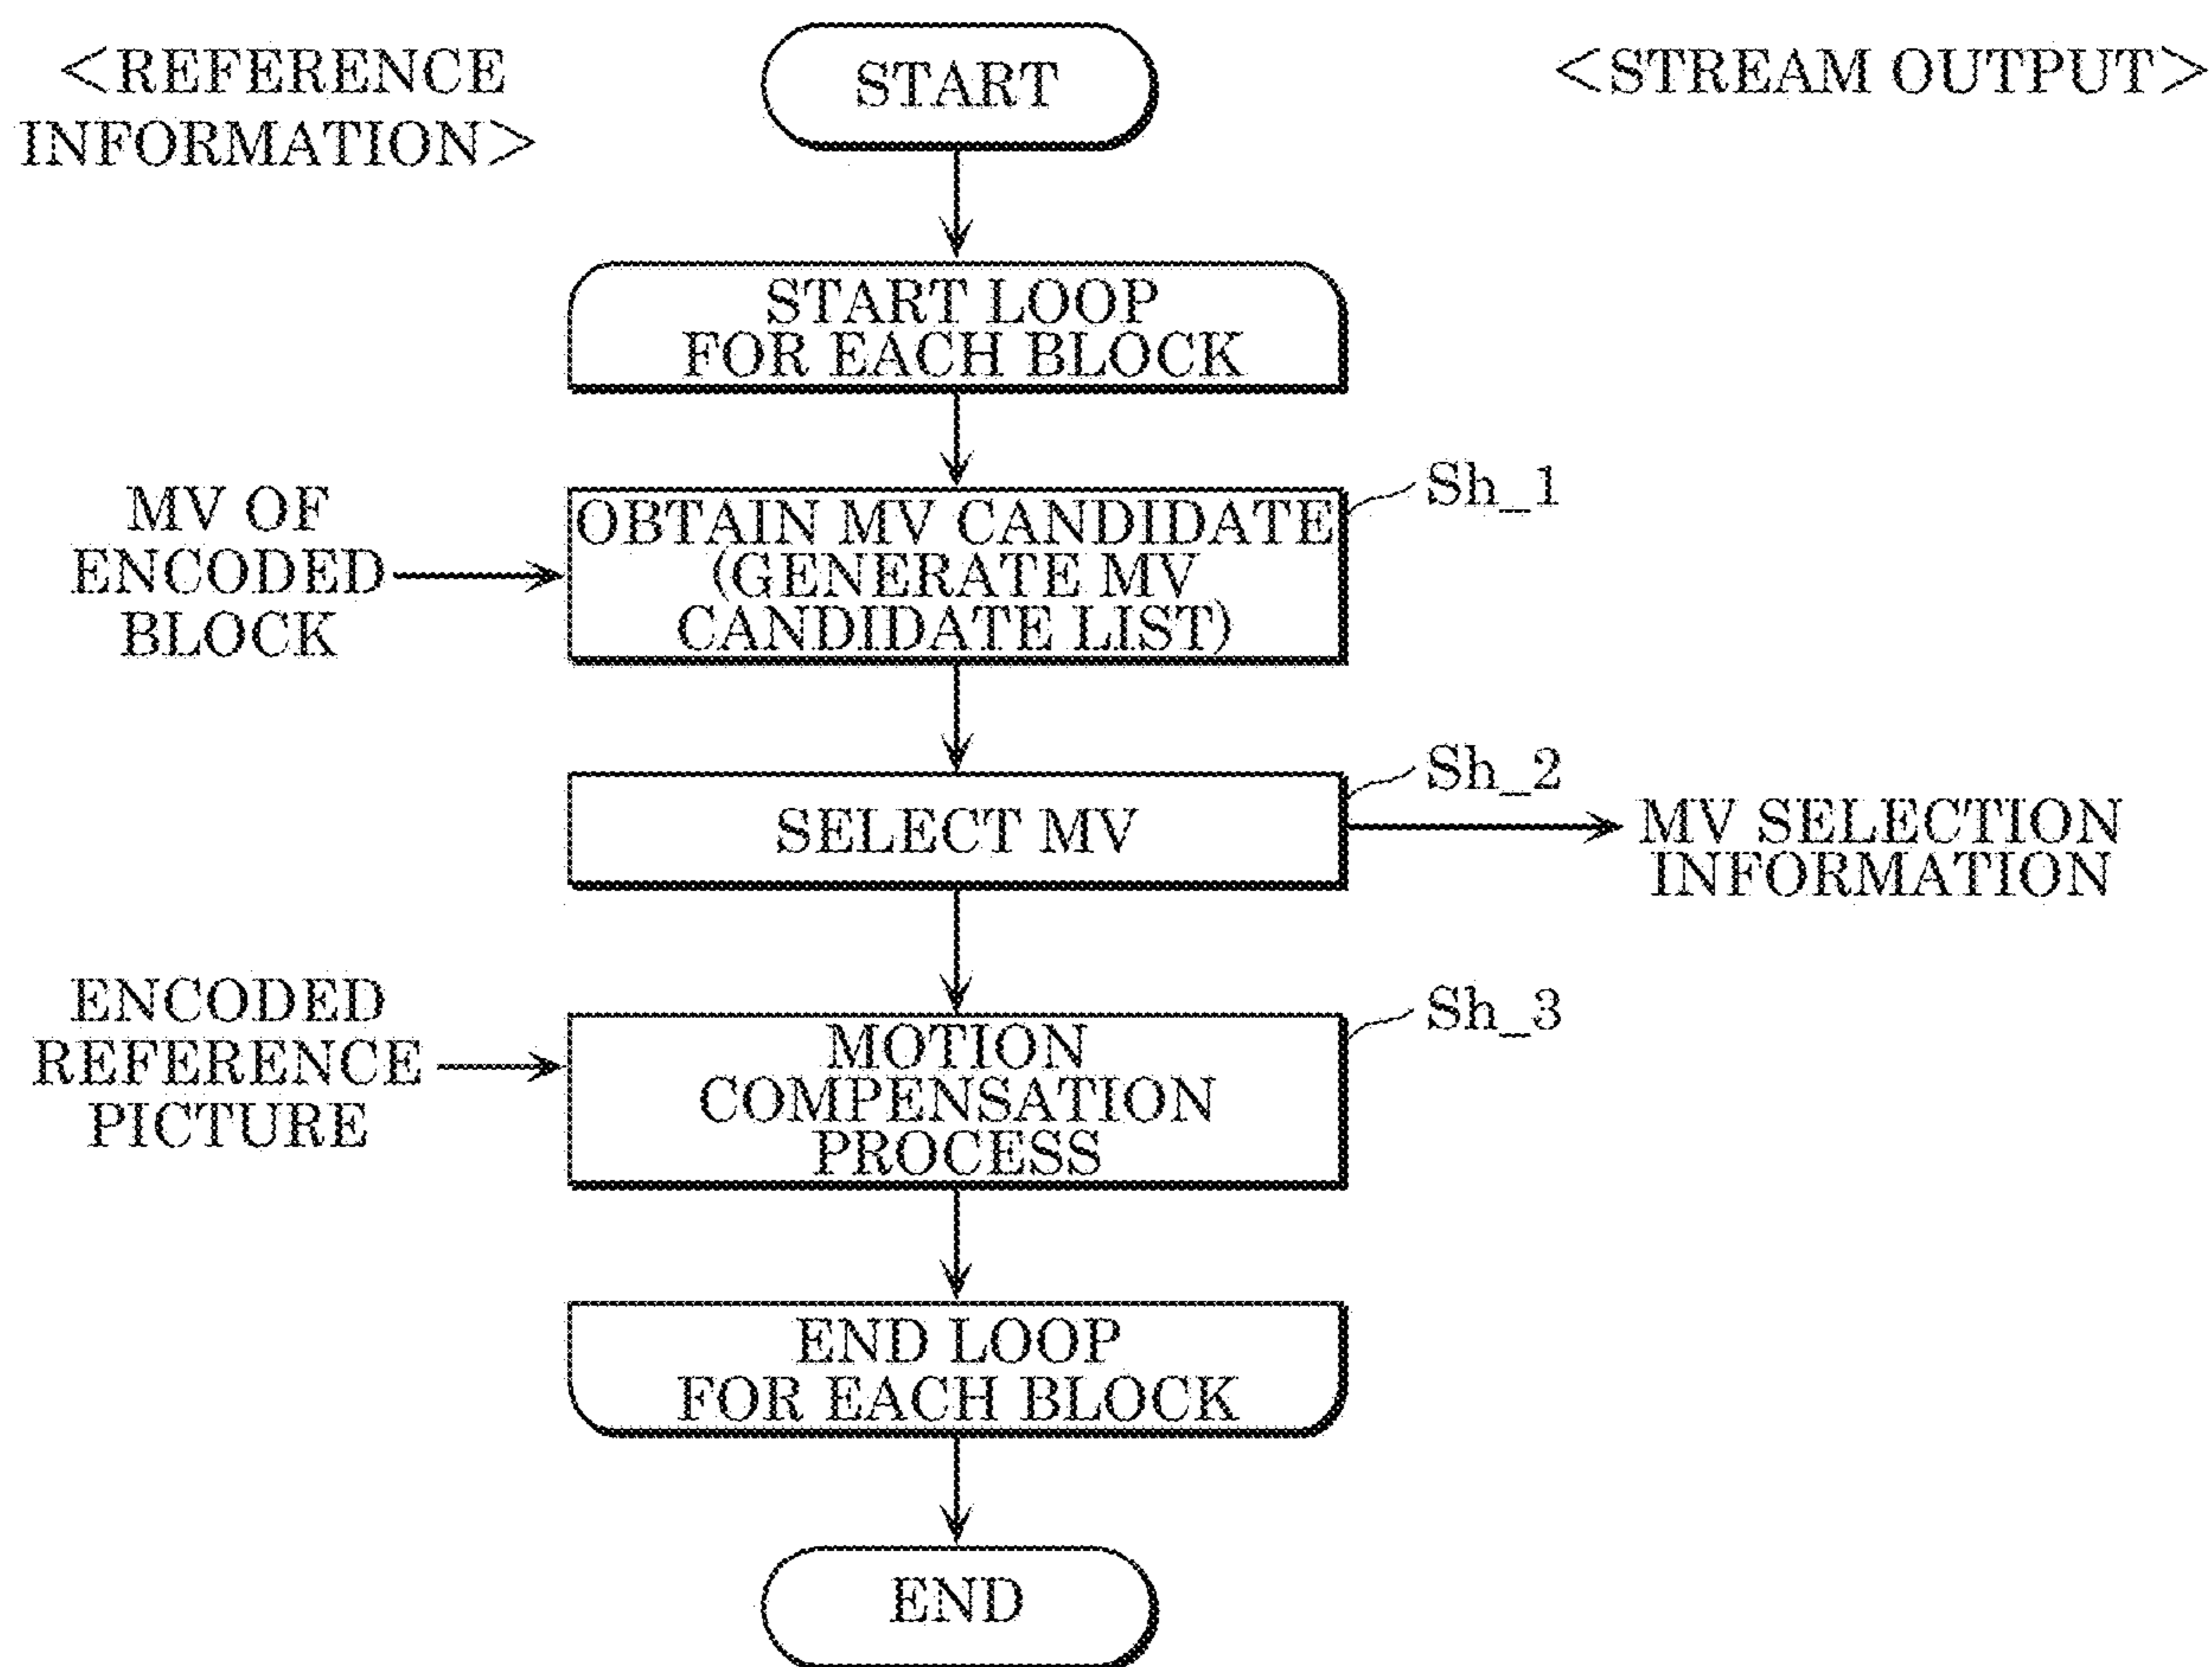 <REFERENCE
INFORMATION>
START
<STREAM OUTPUT>
START LOOP
FOR EACH BLOCK
MV OF
ENCODED
BLOCK
OBTAIN MV CANDIDATE
(GENERATE MV
CANDIDATE LIST)
Sh_1
SELECT MV
Sh_2
MV SELECTION
INFORMATION
ENCODED
REFERENCE
PICTURE
MOTION
COMPENSATION
PROCESS
Sh_3
END LOOP
FOR EACH BLOCK
END